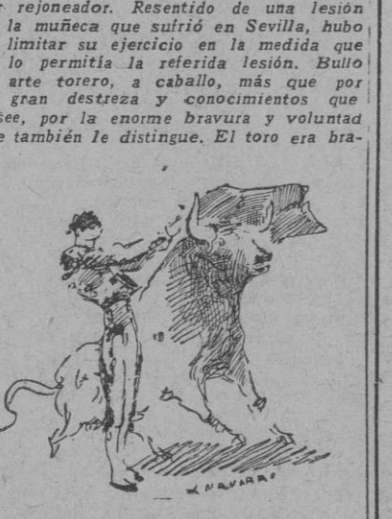 rejoneador. Resentido de una lesión
la muñeca que sufrió en Sevilla, hubo
limitar su ejercicio en la medida que
lo permitía la referida lesión. Bullo
arte torero, a caballo, más que por
gran destreza y conocimientos que
see, por la enorme bravura y voluntad
e también le distingue. El toro era bra-
NAVARRO